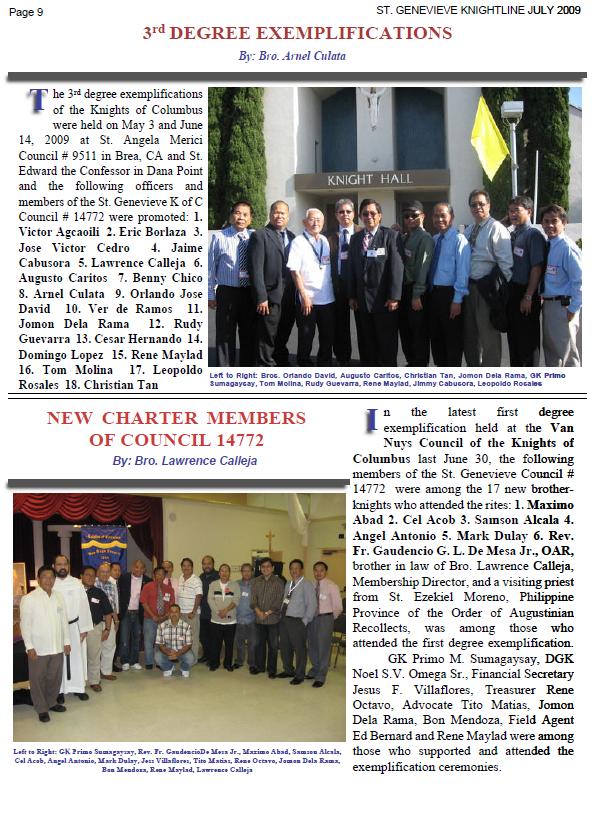 Page 9
ST. GENEVIEVE KNIGHTLINE JULY 2009
3rd DEGREE EXEMPLIFICATIONS
By: Bro. Arnel Culata
The 3rd degree exemplifications
of the Knights of Columbus
were held on May 3 and June
14, 2009 at St. Angela Merici
Council # 9511 in Brea, CA and St.
Edward the Confessor in Dana Point
and the following officers and
members of the St. Genevieve K of C
Council # 14772 were promoted: 1.
Victor Agcaoili 2. Eric Borlaza 3.
Jose Victor Cedro 4. Jaime
Cabusora 5. Lawrence Calleja 6.
Augusto Caritos 7. Benny Chico
8. Arnel Culata 9. Orlando Jose
David 10. Ver de Ramos 11.
Jomon Dela Rama 12. Rudy
Guevarra 13. Cesar Hernando 14.
Domingo Lopez 15. Rene Maylad
16. Tom Molina 17. Leopoldo
Rosales 18. Christian Tan
KNIGHT HALL
Left to Right: Bros. Orlando David, Augusto Caritos, Christian Tan, Jomon Dela Rama, GK Primo
Sumagaysay, Tom Molina, Rudy Guevarra, Rene Maylad, Jimmy Cabusora, Leopoldo Rosales
NEW CHARTER MEMBERS
OF COUNCIL 14772
By: Bro. Lawrence Calleja
Knights of Columbus
Van Nuys Council
Left to Right: GK Primo Sumagaysay, Rev. Fr. GaudencioDe Mesa Jr., Maximo Abad, Samson Alcala,
Cel Acob, Angel Antonio, Mark Dulay, Jess Villaflores, Tito Matias, Rene Octavo, Jomon Dela Rama,
Bon Mendoza, Rene Maylad, Lawrence Calleja
In the latest first degree
exemplification held at the Van
Nuys Council of the Knights of
Columbus last June 30, the following
members of the St. Genevieve Council #
14772 were among the 17 new brother-
knights who attended the rites: 1. Maximo
Abad 2. Cel Acob 3. Samson Alcala 4.
Angel Antonio 5. Mark Dulay 6. Rev.
Fr. Gaudencio G. L. De Mesa Jr., OAR,
brother in law of Bro. Lawrence Calleja,
Membership Director, and a visiting priest
from St. Ezekiel Moreno, Philippine
Province of the Order of Augustinian
Recollects, was among those who
attended the first degree exemplification.
GK Primo M. Sumagaysay, DGK
Noel S.V. Omega Sr., Financial Secretary
Jesus F. Villaflores, Treasurer Rene
Octavo, Advocate Tito Matias, Jomon
Dela Rama, Bon Mendoza, Field Agent
Ed Bernard and Rene Maylad were among
those who supported and attended the
exemplification ceremonies.